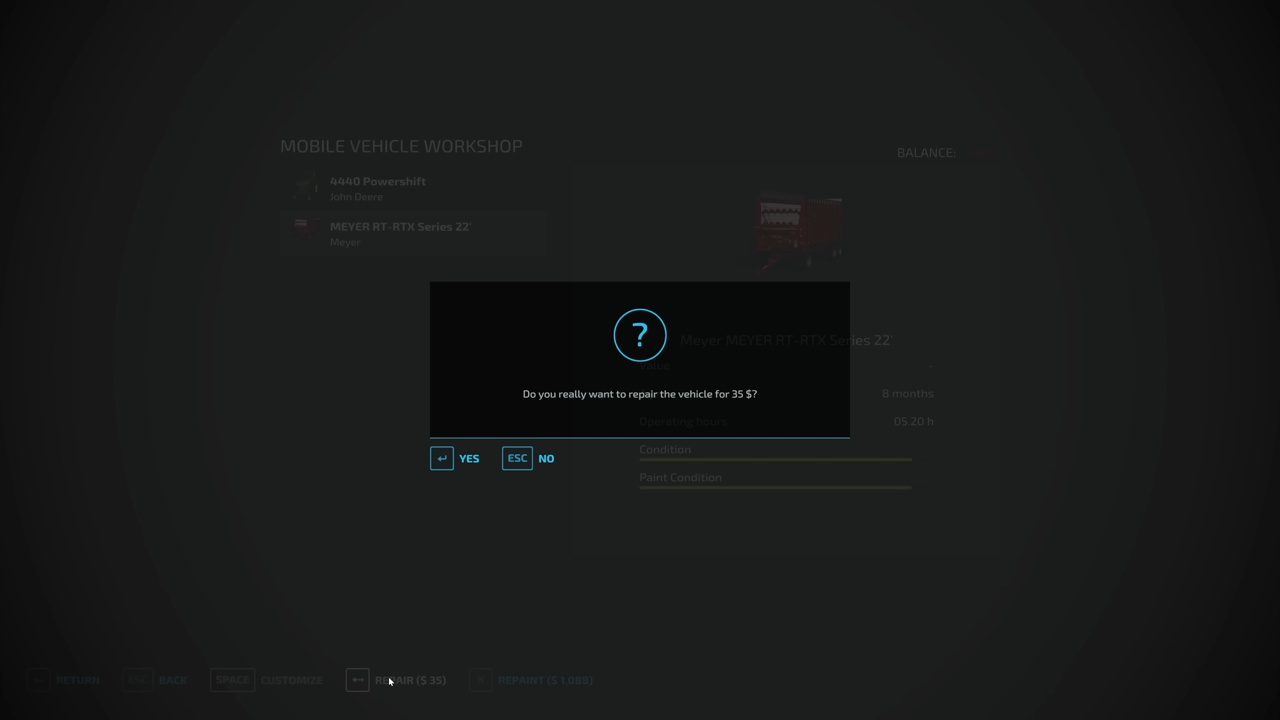 MOBILE VEHICLE WORKSHOP
BALANCE:
4440 Powershift
John Deere
MEYER RT-RTX Series 22'
Meyer
?
Meyer MEYER RT-RTX Series 22'
Value -
Do you really want to repair the vehicle for 35 $?
8 months
Operating hours 05.20 h
Condition
Paint Condition
YES ESC NO
RETURN ESC BACK SPACE CUSTOMIZE REPAIR ($ 35) REPAINT ($ 1,088)